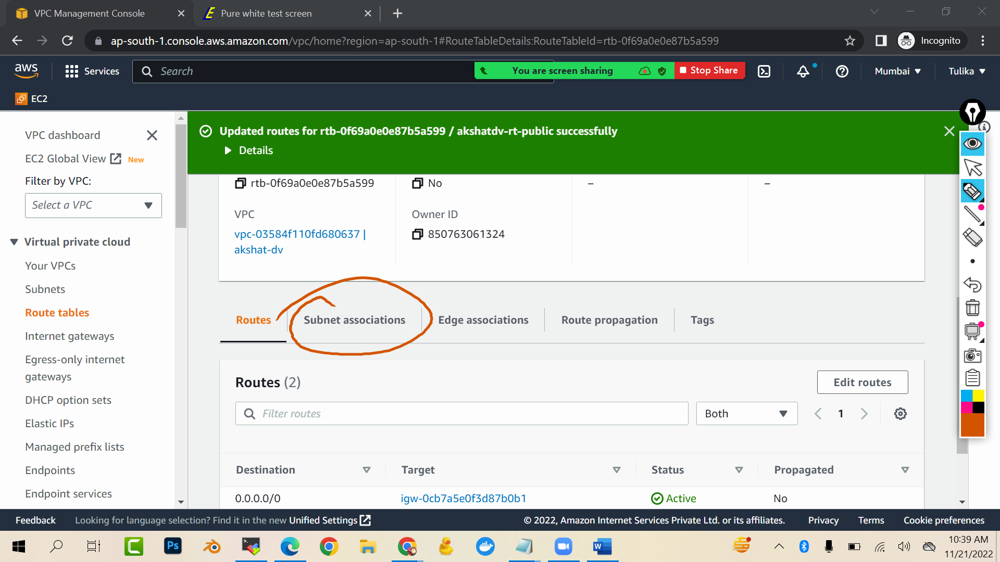 VPC Management Console
Pure white test screen
ap-south-1.console.aws.amazon.com/vpc/home?region=ap-south-1#RouteTableDetails:RouteTableId=rtb-0f69a0e0e87b5a599
Incognito
aws
Services
Search
You are screen sharing
Stop Share
Mumbai
Tulika
EC2
VPC dashboard
EC2 Global View New
Filter by VPC:
Select a VPC
Virtual private cloud
Your VPCs
Subnets
Route tables
Internet gateways
Egress-only internet
gateways
DHCP option sets
Elastic IPs
Managed prefix lists
Endpoints
Endpoint services
Updated routes for rtb-0f69a0e0e87b5a599 / akshatdv-rt-public successfully
Details
rtb-0f69a0e0e87b5a599
No
–
–
VPC
Owner ID
vpc-03584f110fd680637 |
akshat-dv
850763061324
Routes
Subnet associations
Edge associations
Route propagation
Tags
Routes (2)
Edit routes
Filter routes
Both
1
Destination
Target
Status
Propagated
0.0.0.0/0
igw-0cb7a5e0f3d87b0b1
Active
No
Feedback
Looking for language selection? Find it in the new Unified Settings
© 2022, Amazon Internet Services Private Ltd. or its affiliates.
Privacy
Terms
Cookie preferences
Ps
W
10:39 AM
11/21/2022